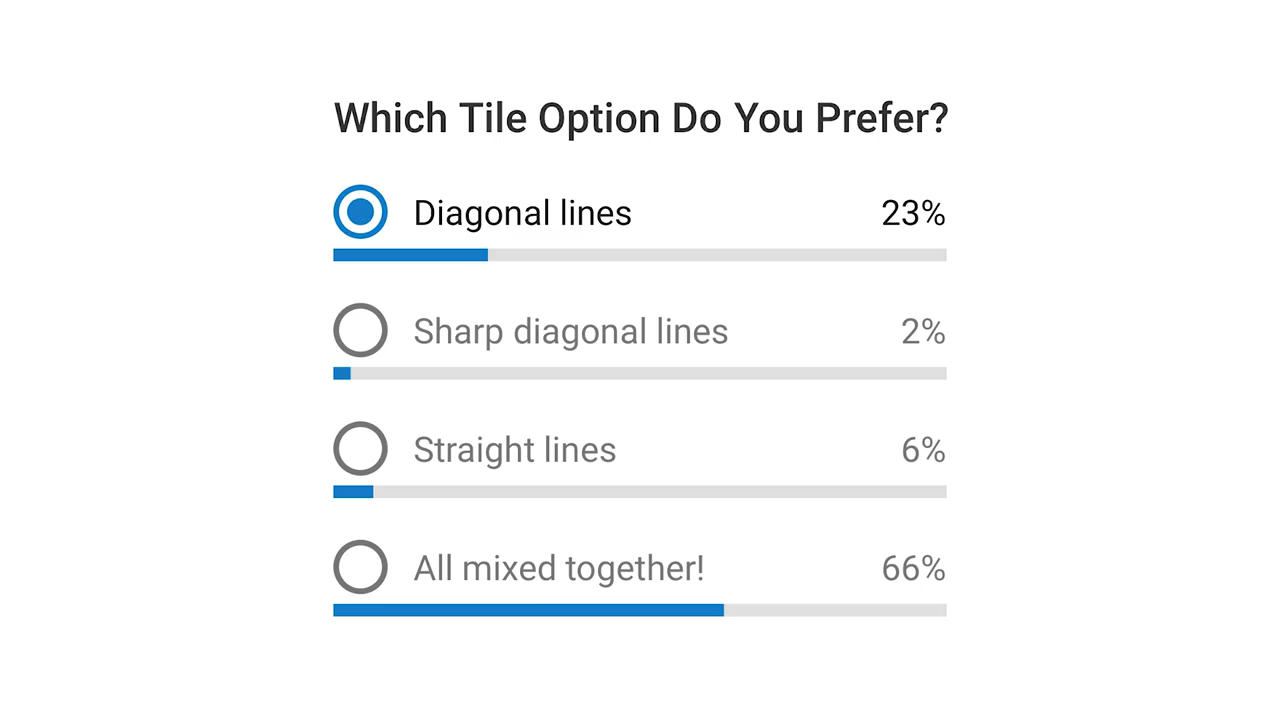 Which Tile Option Do You Prefer?
Diagonal lines 23%
Sharp diagonal lines 2%
Straight lines 6%
All mixed together! 66%